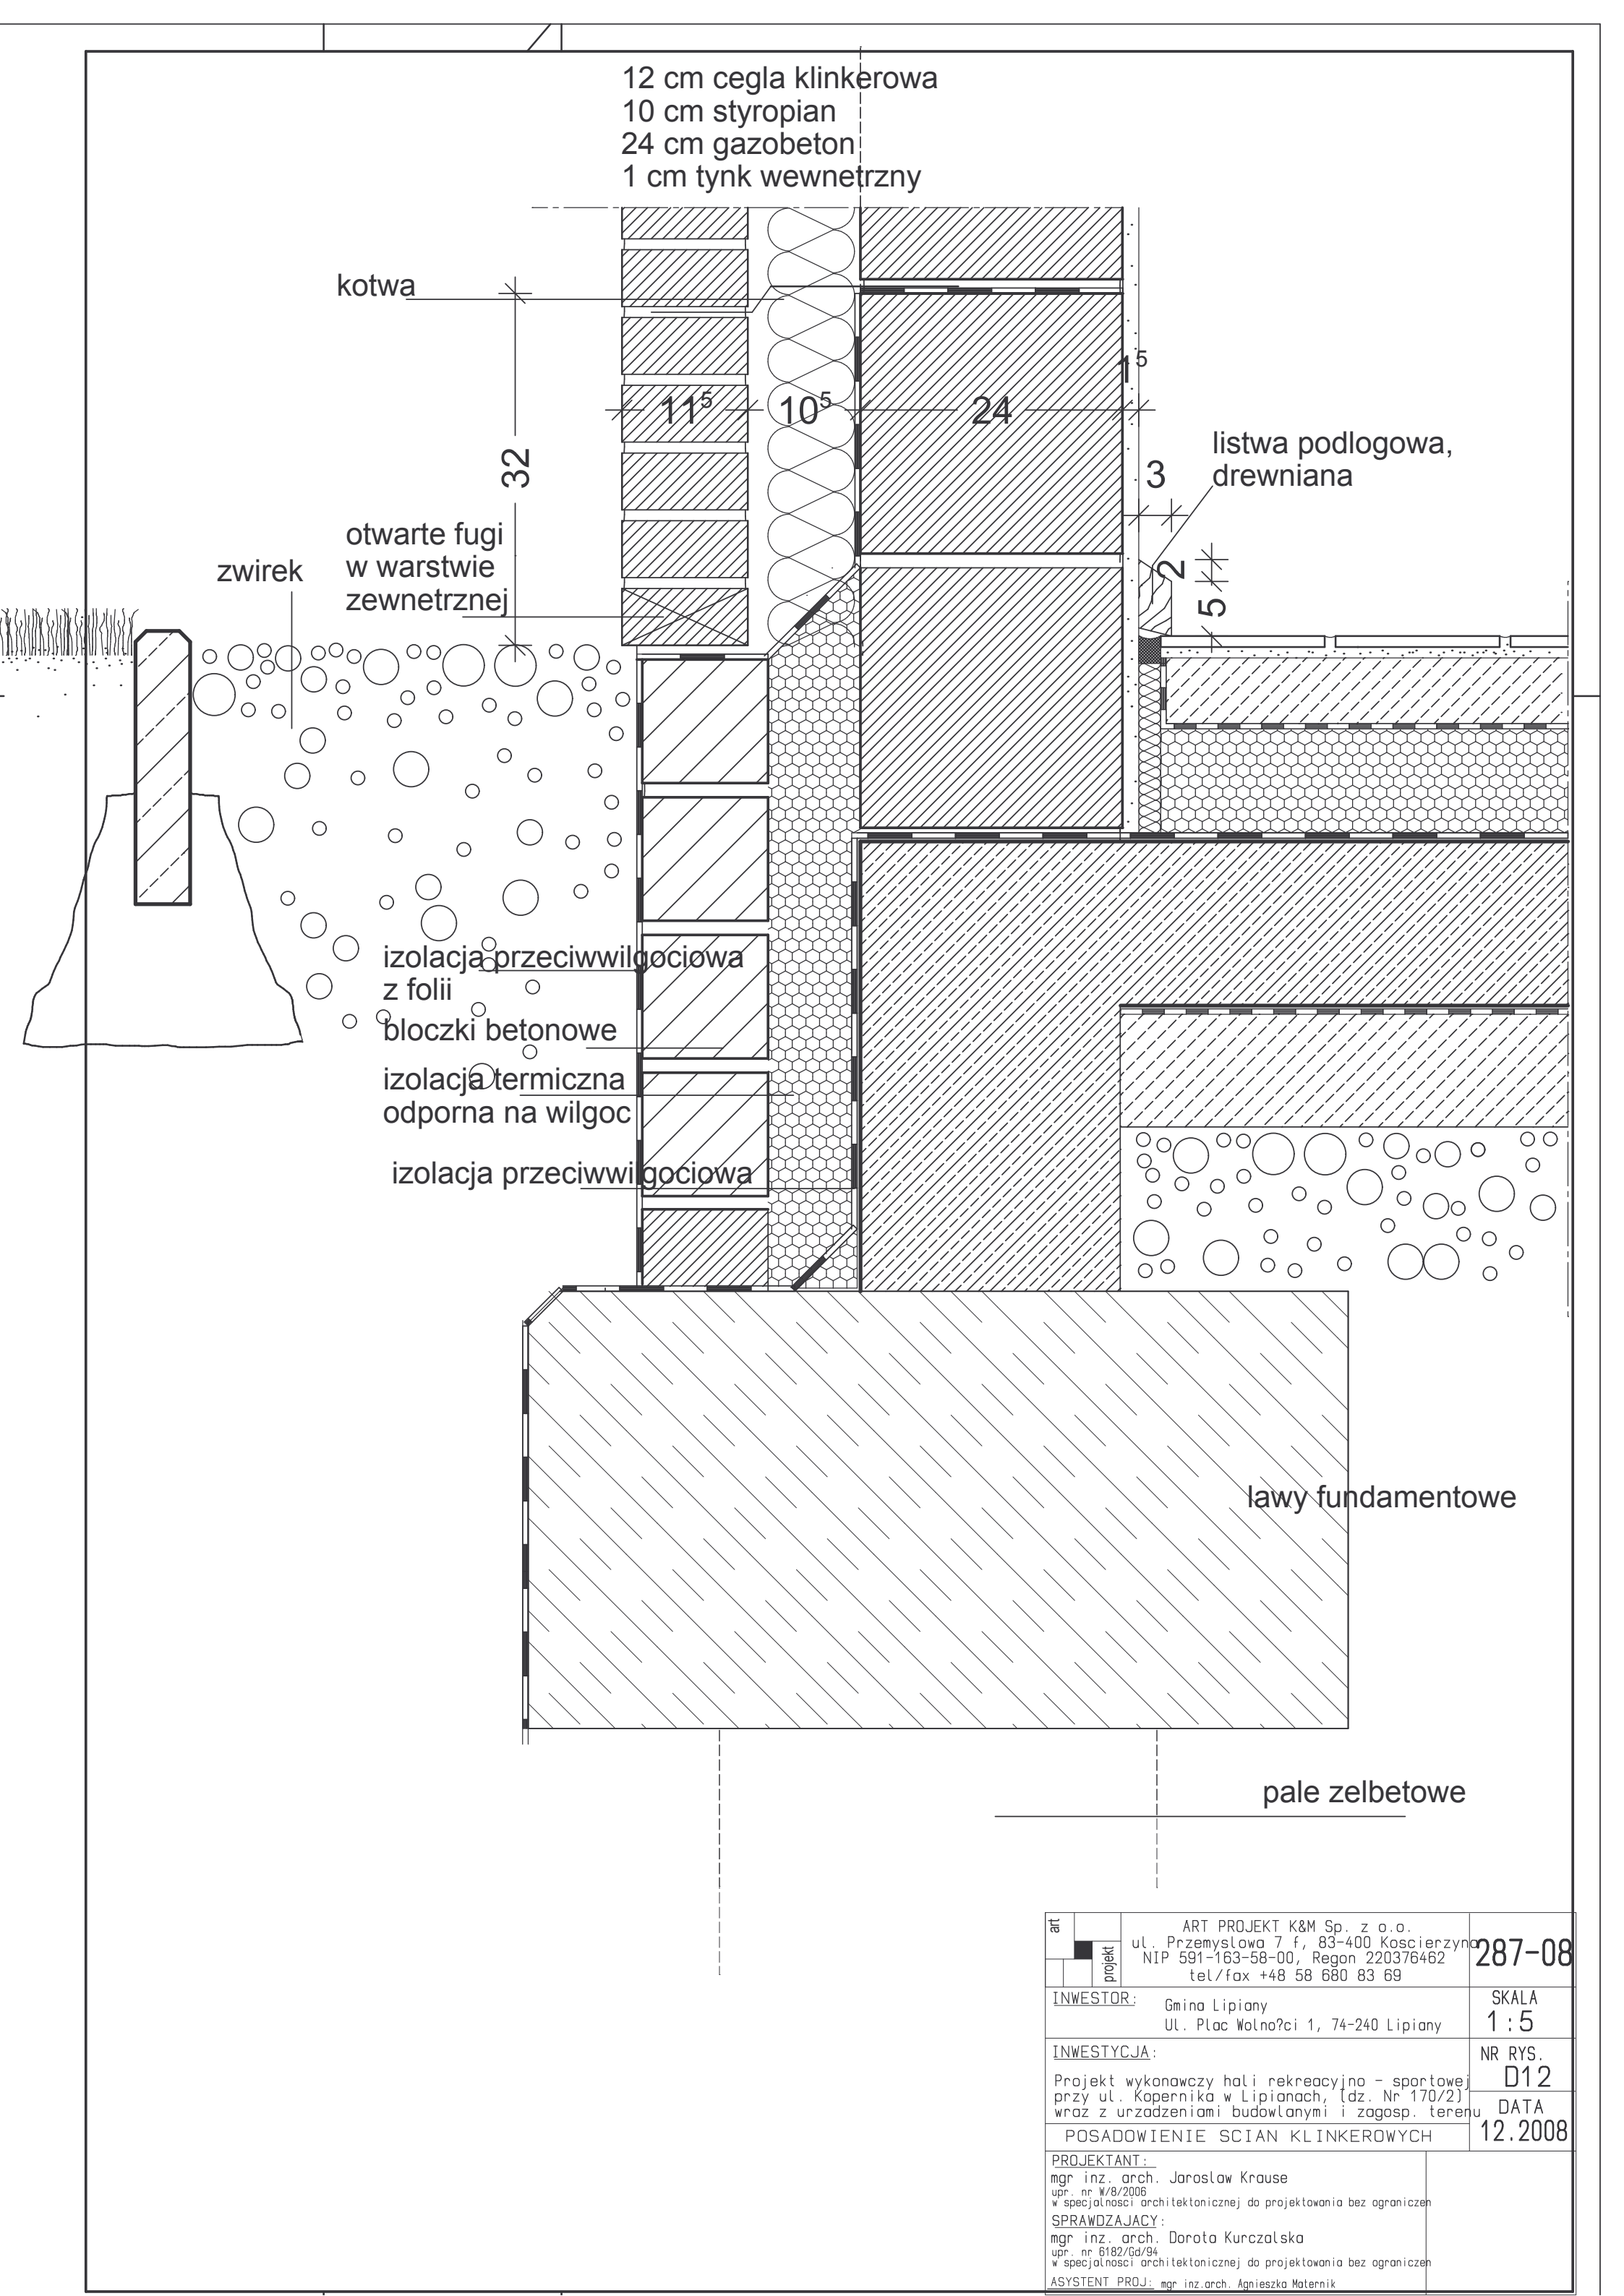 12 cm cegla klinkerowa
10 cm styropian
24 cm gazobeton
1 cm tynk wewnetrzny
kotwa
1⁵
11⁵
10⁵
24
32
3
listwa podlogowa,
drewniana
otwarte fugi
w warstwie
zewnetrznej
zwirek
2
5
izolacja przeciwwilgociowa
z folii
bloczki betonowe
izolacja termiczna
odporna na wilgoc
izolacja przeciwwilgociowa
lawy fundamentowe
pale zelbetowe
art
projekt
ART PROJEKT K&M Sp. z o.o.
ul. Przemyslowa 7 f, 83-400 Koscierzyna
NIP 591-163-58-00, Regon 220376462
tel/fax +48 58 680 83 69
287-08
INWESTOR:
Gmina Lipiany
Ul. Plac Wolno?ci 1, 74-240 Lipiany
SKALA
1:5
INWESTYCJA:
Projekt wykonawczy hali rekreacyjno - sportowej
przy ul. Kopernika w Lipianach, (dz. Nr 170/2)
wraz z urzadzeniami budowlanymi i zagosp. terenu
NR RYS.
D12
DATA
12.2008
POSADOWIENIE SCIAN KLINKEROWYCH
PROJEKTANT:
mgr inz. arch. Jaroslaw Krause
upr. nr W/8/2006
w specjalnosci architektonicznej do projektowania bez ograniczen
SPRAWDZAJACY:
mgr inz. arch. Dorota Kurczalska
upr. nr 6182/Gd/94
w specjalnosci architektonicznej do projektowania bez ograniczen
ASYSTENT PROJ.: mgr inz.arch. Agnieszka Maternik